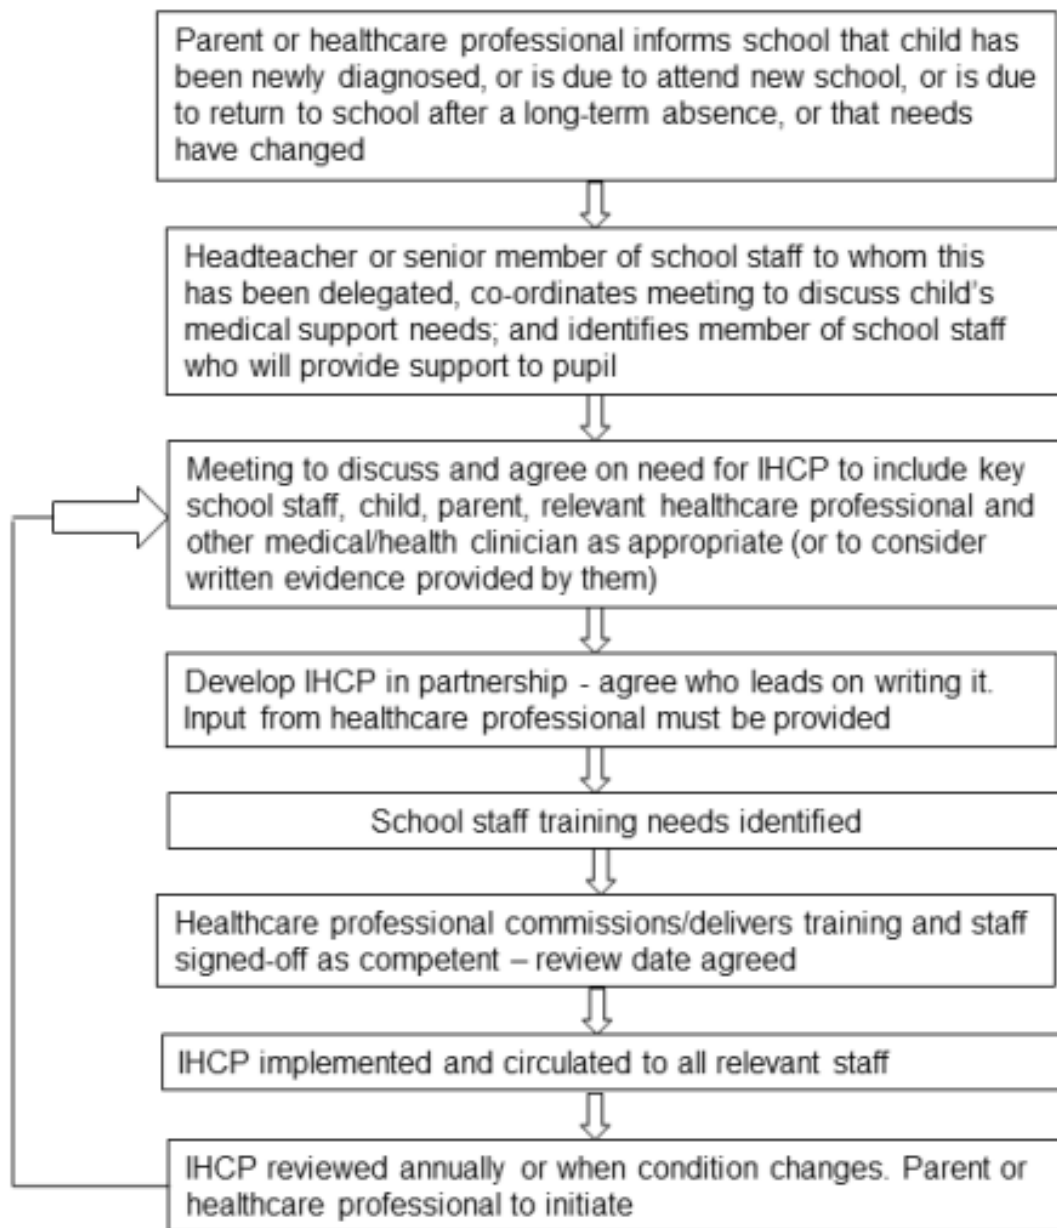 Parent or healthcare professional informs school that child has
been newly diagnosed, or is due to attend new school, or is due
to return to school after a long-term absence, or that needs
have changed
Headteacher or senior member of school staff to whom this
has been delegated, co-ordinates meeting to discuss child's
medical support needs; and identifies member of school staff
who will provide support to pupil
Meeting to discuss and agree on need for IHCP to include key
school staff, child, parent, relevant healthcare professional and
other medical/health clinician as appropriate (or to consider
written evidence provided by them)
Develop IHCP in partnership - agree who leads on writing it.
Input from healthcare professional must be provided
School staff training needs identified
Healthcare professional commissions/delivers training and staff
signed-off as competent – review date agreed
IHCP implemented and circulated to all relevant staff
IHCP reviewed annually or when condition changes. Parent or
healthcare professional to initiate